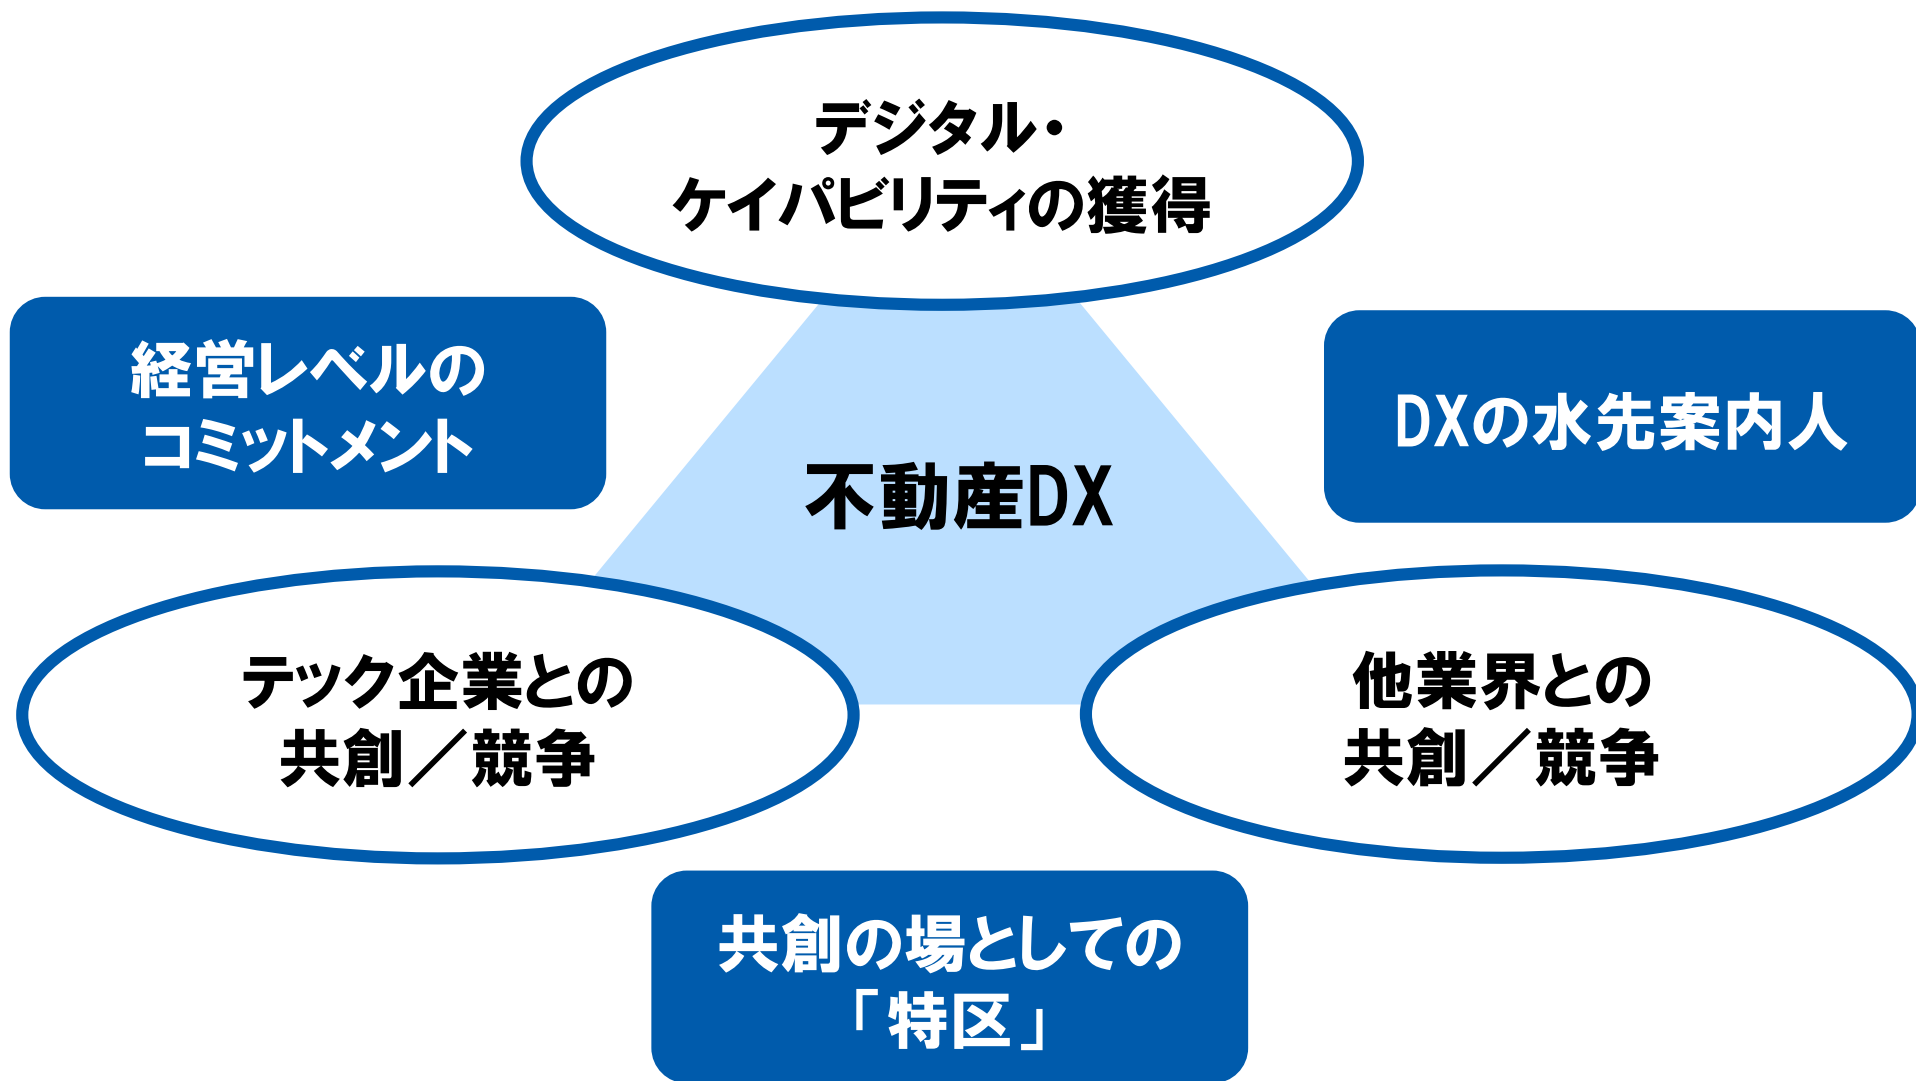 デジタル・
ケイパビリティの獲得
経営レベルの
コミットメント
DXの水先案内人
不動産DX
テック企業との
共創／競争
他業界との
共創／競争
共創の場としての
「特区」